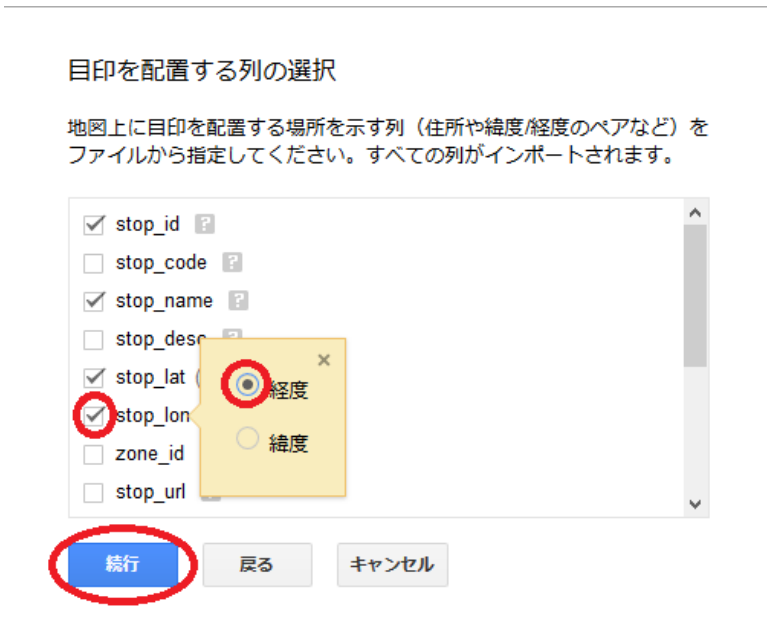 目印を配置する列の選択
地図上に目印を配置する場所を示す列（住所や緯度/経度のペアなど）を
ファイルから指定してください。すべての列がインポートされます。
stop_id ?
stop_code ?
stop_name ?
stop_desc ?
stop_lat (
stop_lon
zone_id
stop_url
×
経度
緯度
続行
戻る
キャンセル